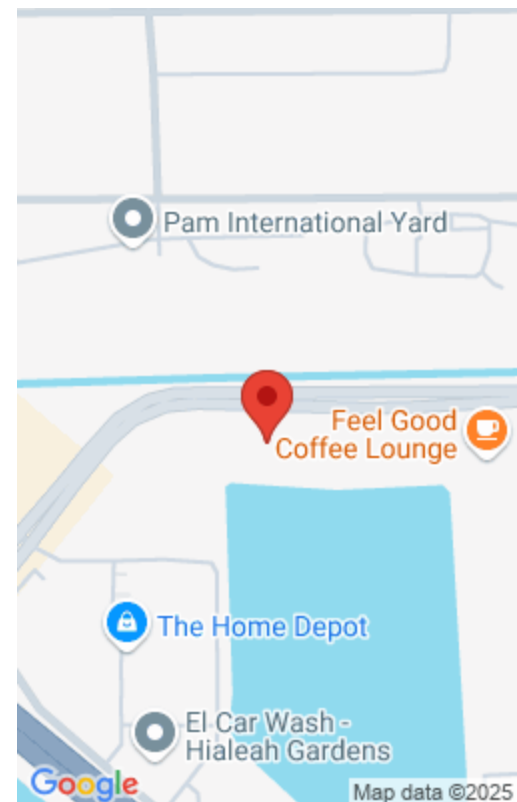 Pam International Yard
Feel Good
Coffee Lounge
The Home Depot
El Car Wash -
Hialeah Gardens
Google
Map data ©2025